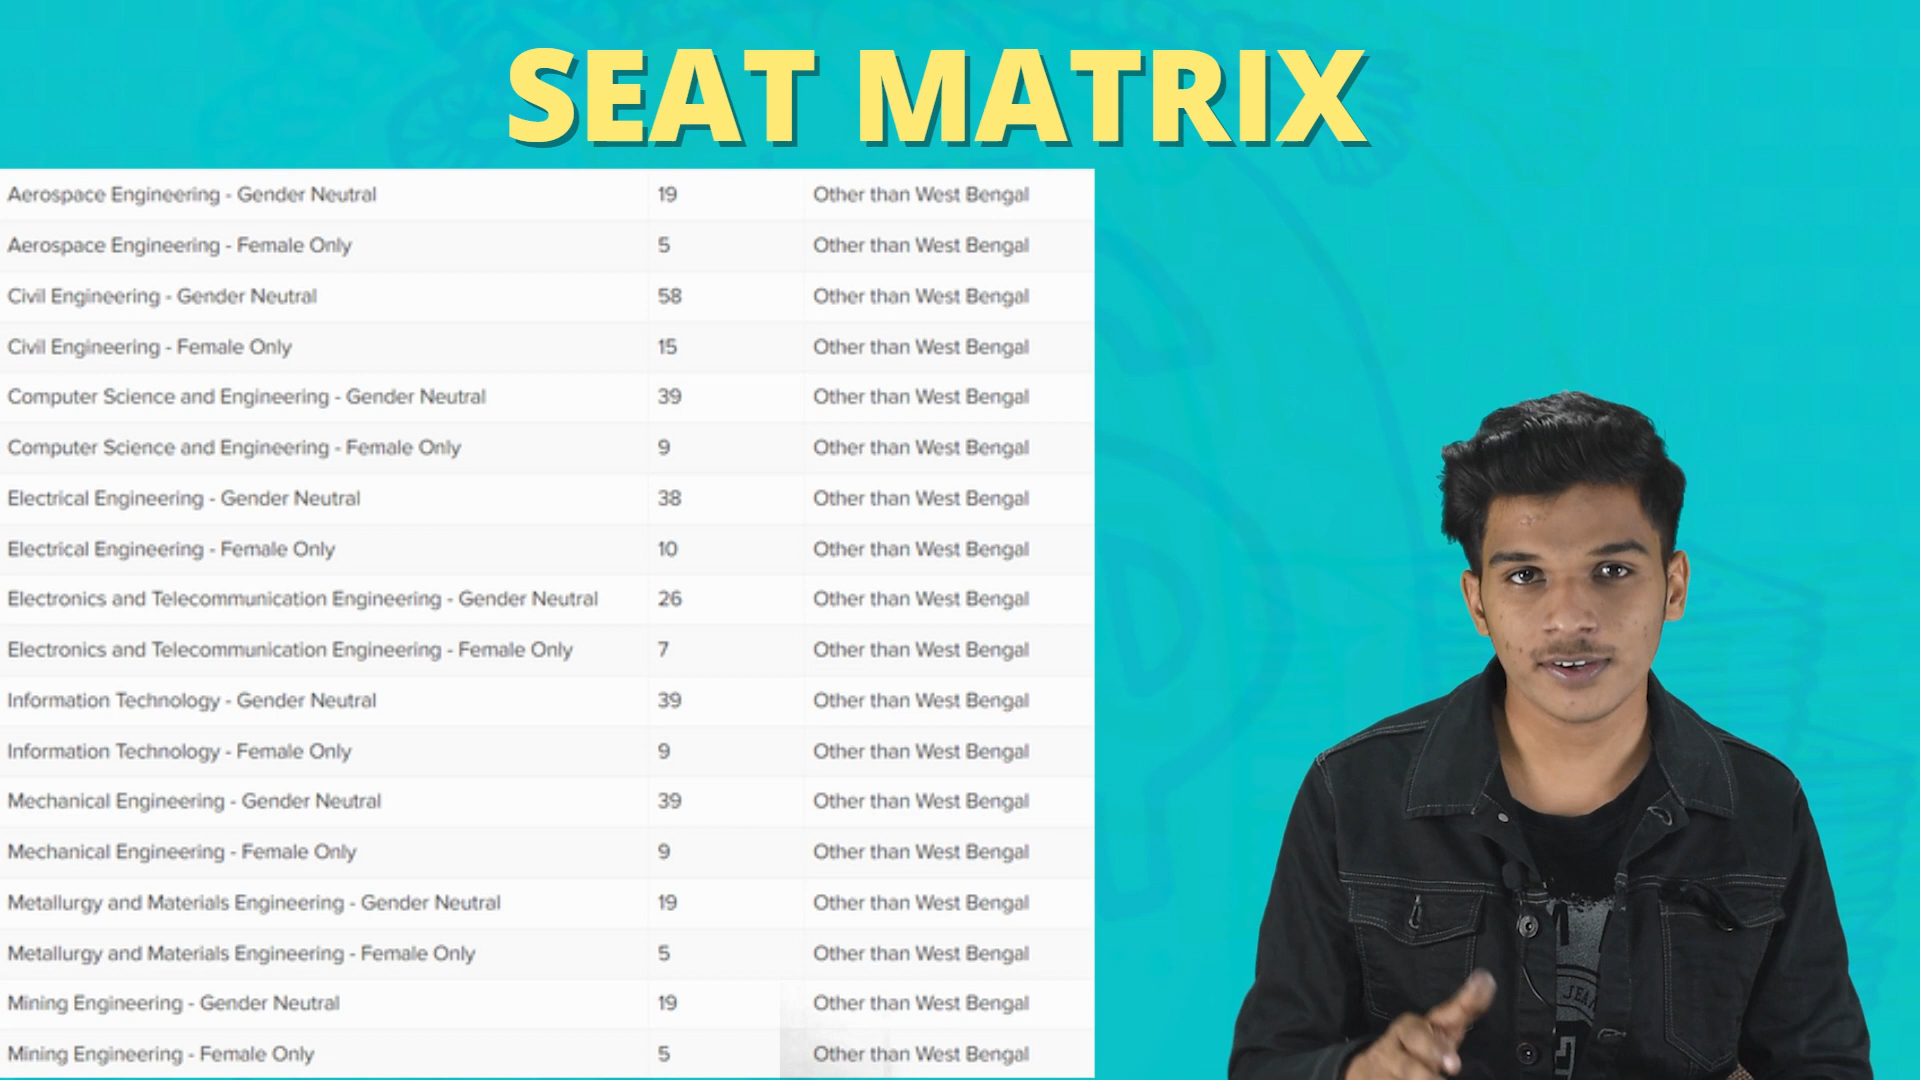 SEAT MATRIX
Aerospace Engineering - Gender Neutral 19 Other than West Bengal
Aerospace Engineering - Female Only 5 Other than West Bengal
Civil Engineering - Gender Neutral 58 Other than West Bengal
Civil Engineering - Female Only 15 Other than West Bengal
Computer Science and Engineering - Gender Neutral 39 Other than West Bengal
Computer Science and Engineering - Female Only 9 Other than West Bengal
Electrical Engineering - Gender Neutral 38 Other than West Bengal
Electrical Engineering - Female Only 10 Other than West Bengal
Electronics and Telecommunication Engineering - Gender Neutral 26 Other than West Bengal
Electronics and Telecommunication Engineering - Female Only 7 Other than West Bengal
Information Technology - Gender Neutral 39 Other than West Bengal
Information Technology - Female Only 9 Other than West Bengal
Mechanical Engineering - Gender Neutral 39 Other than West Bengal
Mechanical Engineering - Female Only 9 Other than West Bengal
Metallurgy and Materials Engineering - Gender Neutral 19 Other than West Bengal
Metallurgy and Materials Engineering - Female Only 5 Other than West Bengal
Mining Engineering - Gender Neutral 19 Other than West Bengal
Mining Engineering - Female Only 5 Other than West Bengal